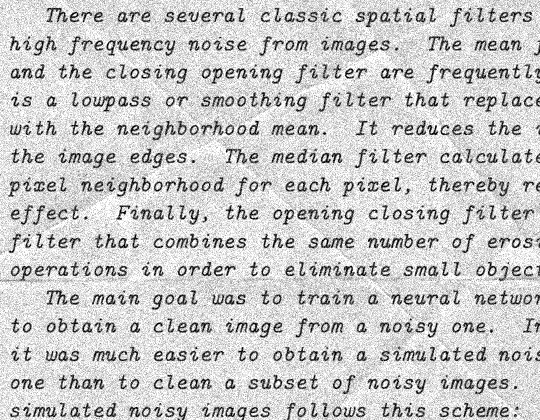 There are several classic spatial filters
high frequency noise from images. The mean
and the closing opening filter are frequently
is a lowpass or smoothing filter that replace
with the neighborhood mean. It reduces the
the image edges. The median filter calculate
pixel neighborhood for each pixel, thereby re
effect. Finally, the opening closing filter
filter that combines the same number of erosi
operations in order to eliminate small object
The main goal was to train a neural networ
to obtain a clean image from a noisy one. In
it was much easier to obtain a simulated nois
one than to clean a subset of noisy images.
simulated noisy images follows this scheme: